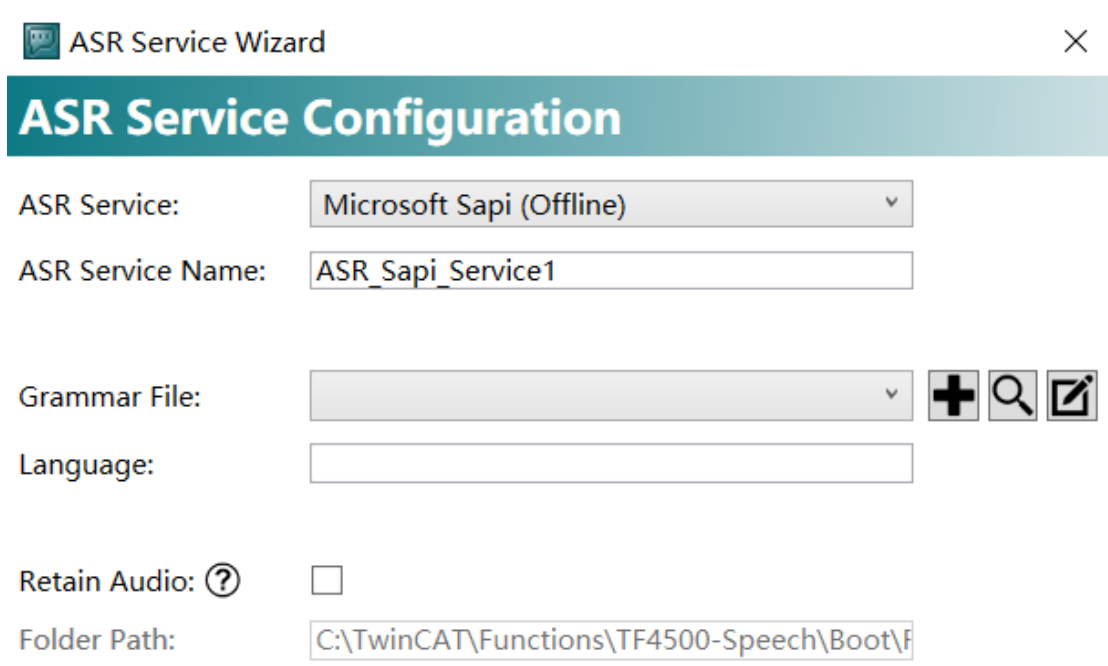 ASR Service Wizard
ASR Service Configuration
ASR Service: Microsoft Sapi (Offline)
ASR Service Name: ASR_Sapi_Service1
Grammar File:
Language:
Retain Audio: ?
Folder Path: C:\TwinCAT\Functions\TF4500-Speech\Boot\